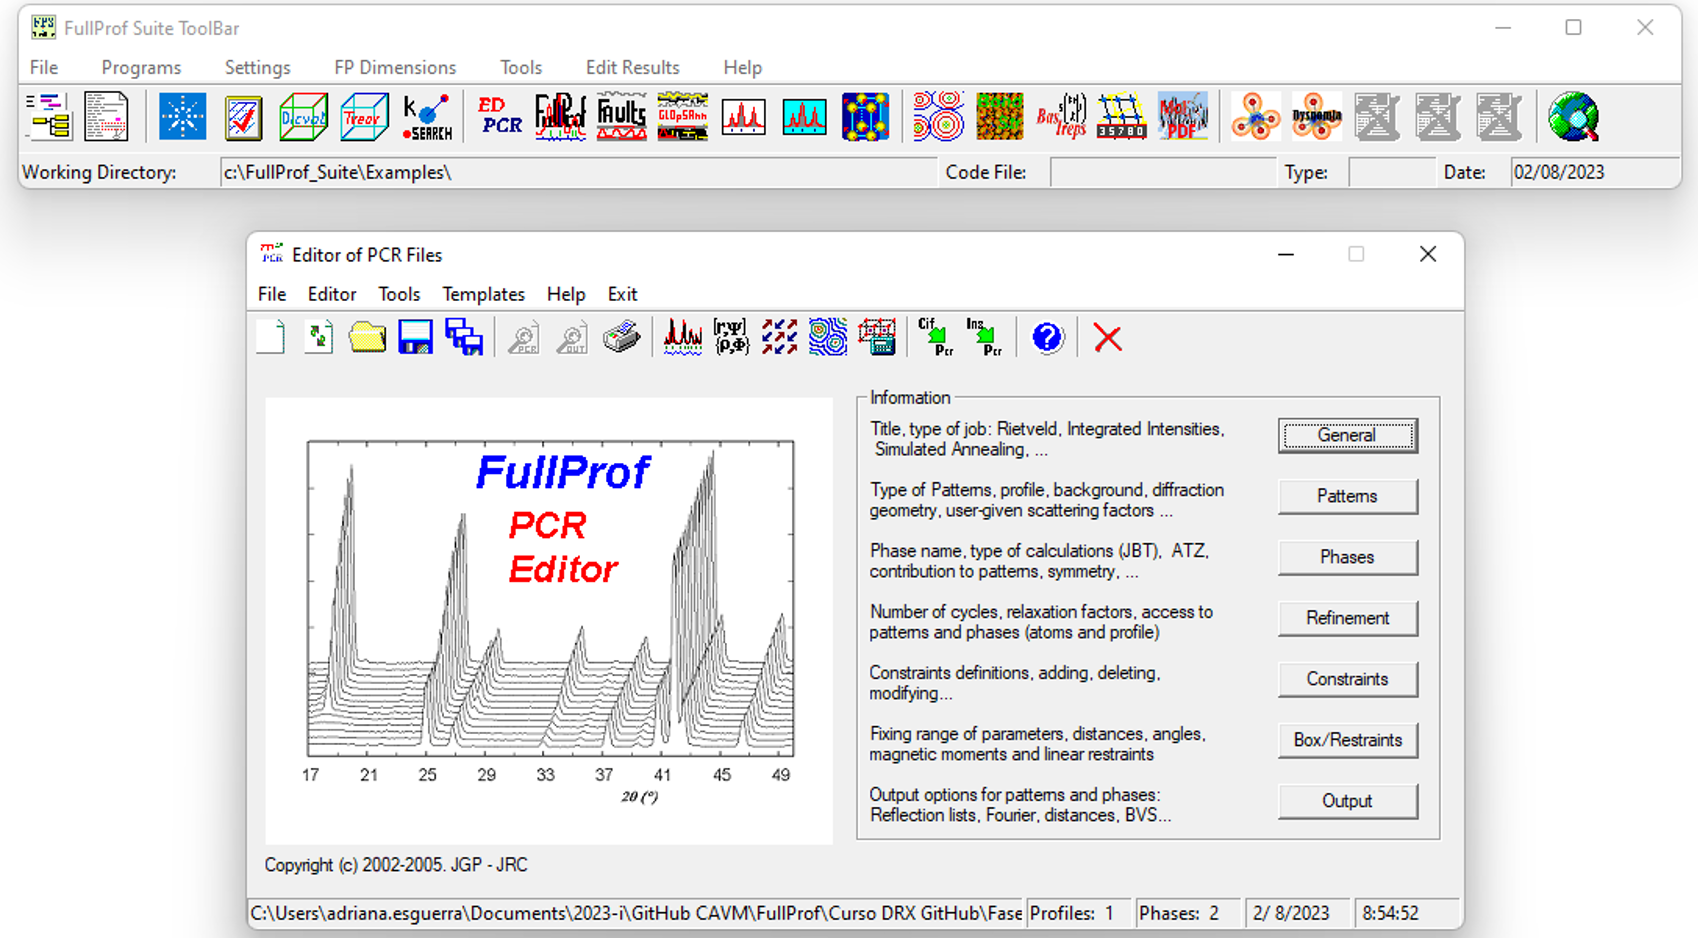 FullProf Suite ToolBar
File Programs Settings FP Dimensions Tools Edit Results Help
Dicvol Treor K SEARCH ED PCR FullProf Faults GLOpSAnn Bas Ireps 35780 MolPDF Dysnomia
Working Directory: c:\FullProf_Suite\Examples\ Code File: Type: Date: 02/08/2023
Editor of PCR Files
File Editor Tools Templates Help Exit
PCR OUT Cif Pcr Ins Pcr ?
Information
Title, type of job: Rietveld, Integrated Intensities,
Simulated Annealing, ...
General
Type of Patterns, profile, background, diffraction
geometry, user-given scattering factors ...
Patterns
Phase name, type of calculations (JBT), ATZ,
contribution to patterns, symmetry, ...
Phases
Number of cycles, relaxation factors, access to
patterns and phases (atoms and profile)
Refinement
Constraints definitions, adding, deleting,
modifying...
Constraints
Fixing range of parameters, distances, angles,
magnetic moments and linear restraints
Box/Restraints
Output options for patterns and phases:
Reflection lists, Fourier, distances, BVS...
Output
FullProf
PCR
Editor
17 21 25 29 33 37 41 45 49
2θ (°)
Copyright (c) 2002-2005. JGP - JRC
C:\Users\adriana.esguerra\Documents\2023-i\GitHub CAVM\FullProf\Curso DRX GitHub\Fase Profiles: 1 Phases: 2 2/ 8/2023 8:54:52